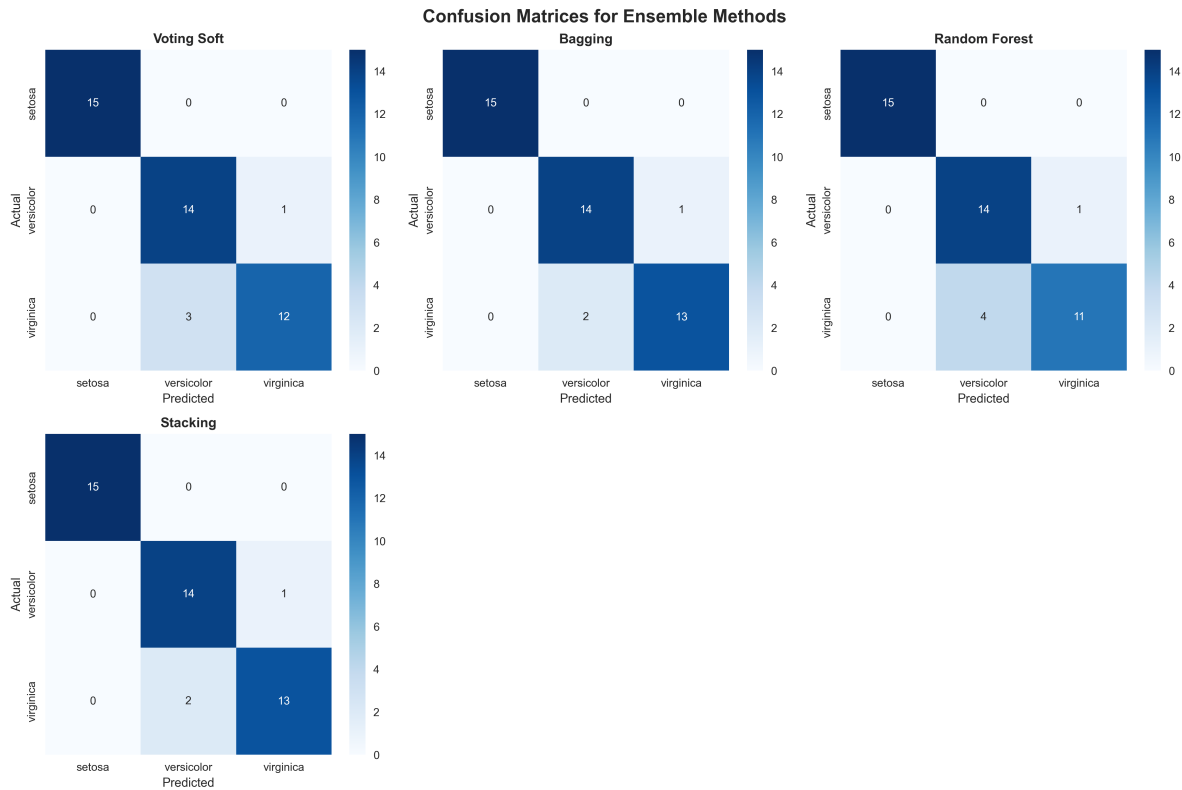 Confusion Matrices for Ensemble Methods
Voting Soft
Actual
setosa
versicolor
virginica
15 0 0
0 14 1
0 3 12
setosa versicolor virginica
Predicted
14
12
10
8
6
4
2
0
Bagging
Actual
setosa
versicolor
virginica
15 0 0
0 14 1
0 2 13
setosa versicolor virginica
Predicted
14
12
10
8
6
4
2
0
Random Forest
Actual
setosa
versicolor
virginica
15 0 0
0 14 1
0 4 11
setosa versicolor virginica
Predicted
14
12
10
8
6
4
2
0
Stacking
Actual
setosa
versicolor
virginica
15 0 0
0 14 1
0 2 13
setosa versicolor virginica
Predicted
14
12
10
8
6
4
2
0